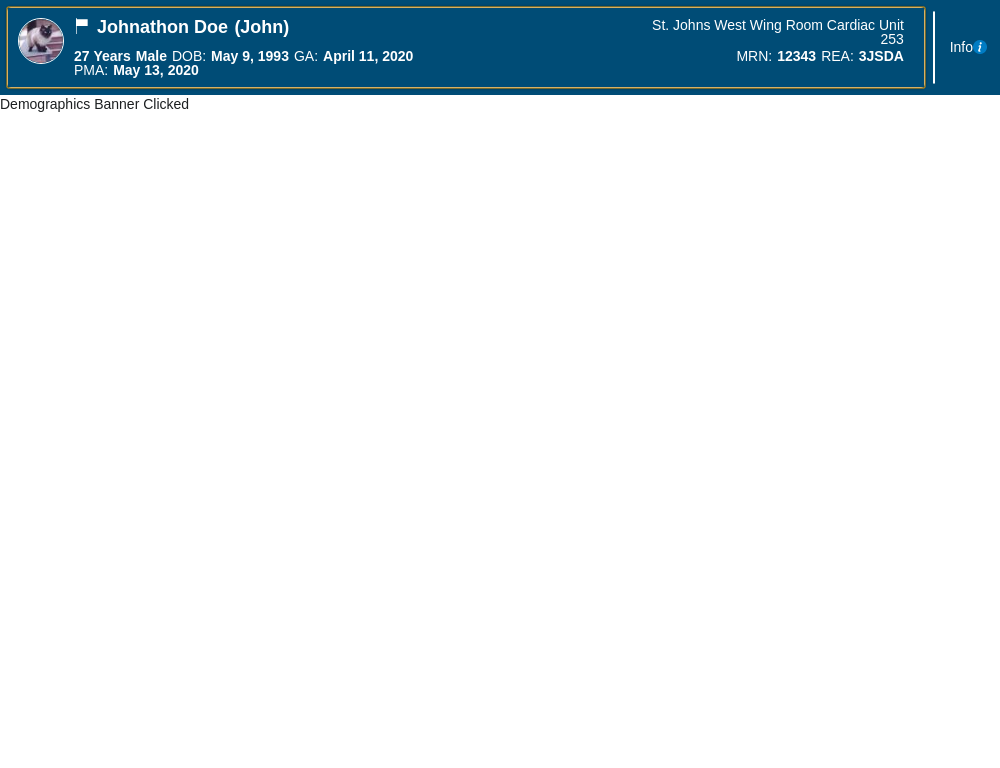 Johnathon Doe (John)
27 Years Male DOB: May 9, 1993 GA: April 11, 2020
PMA: May 13, 2020
St. Johns West Wing Room Cardiac Unit
253
MRN: 12343 REA: 3JSDA
Info
Demographics Banner Clicked